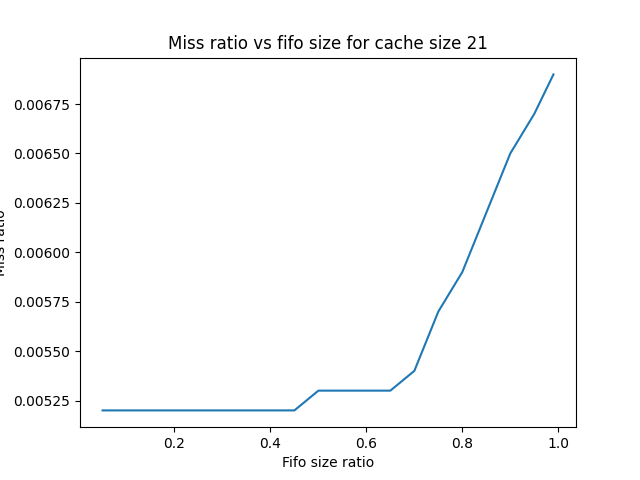 Miss ratio vs fifo size for cache size 21
0.00675
0.00650
0.00625
0.00600
0.00575
0.00550
0.00525
Miss ratio
0.2 0.4 0.6 0.8 1.0
Fifo size ratio